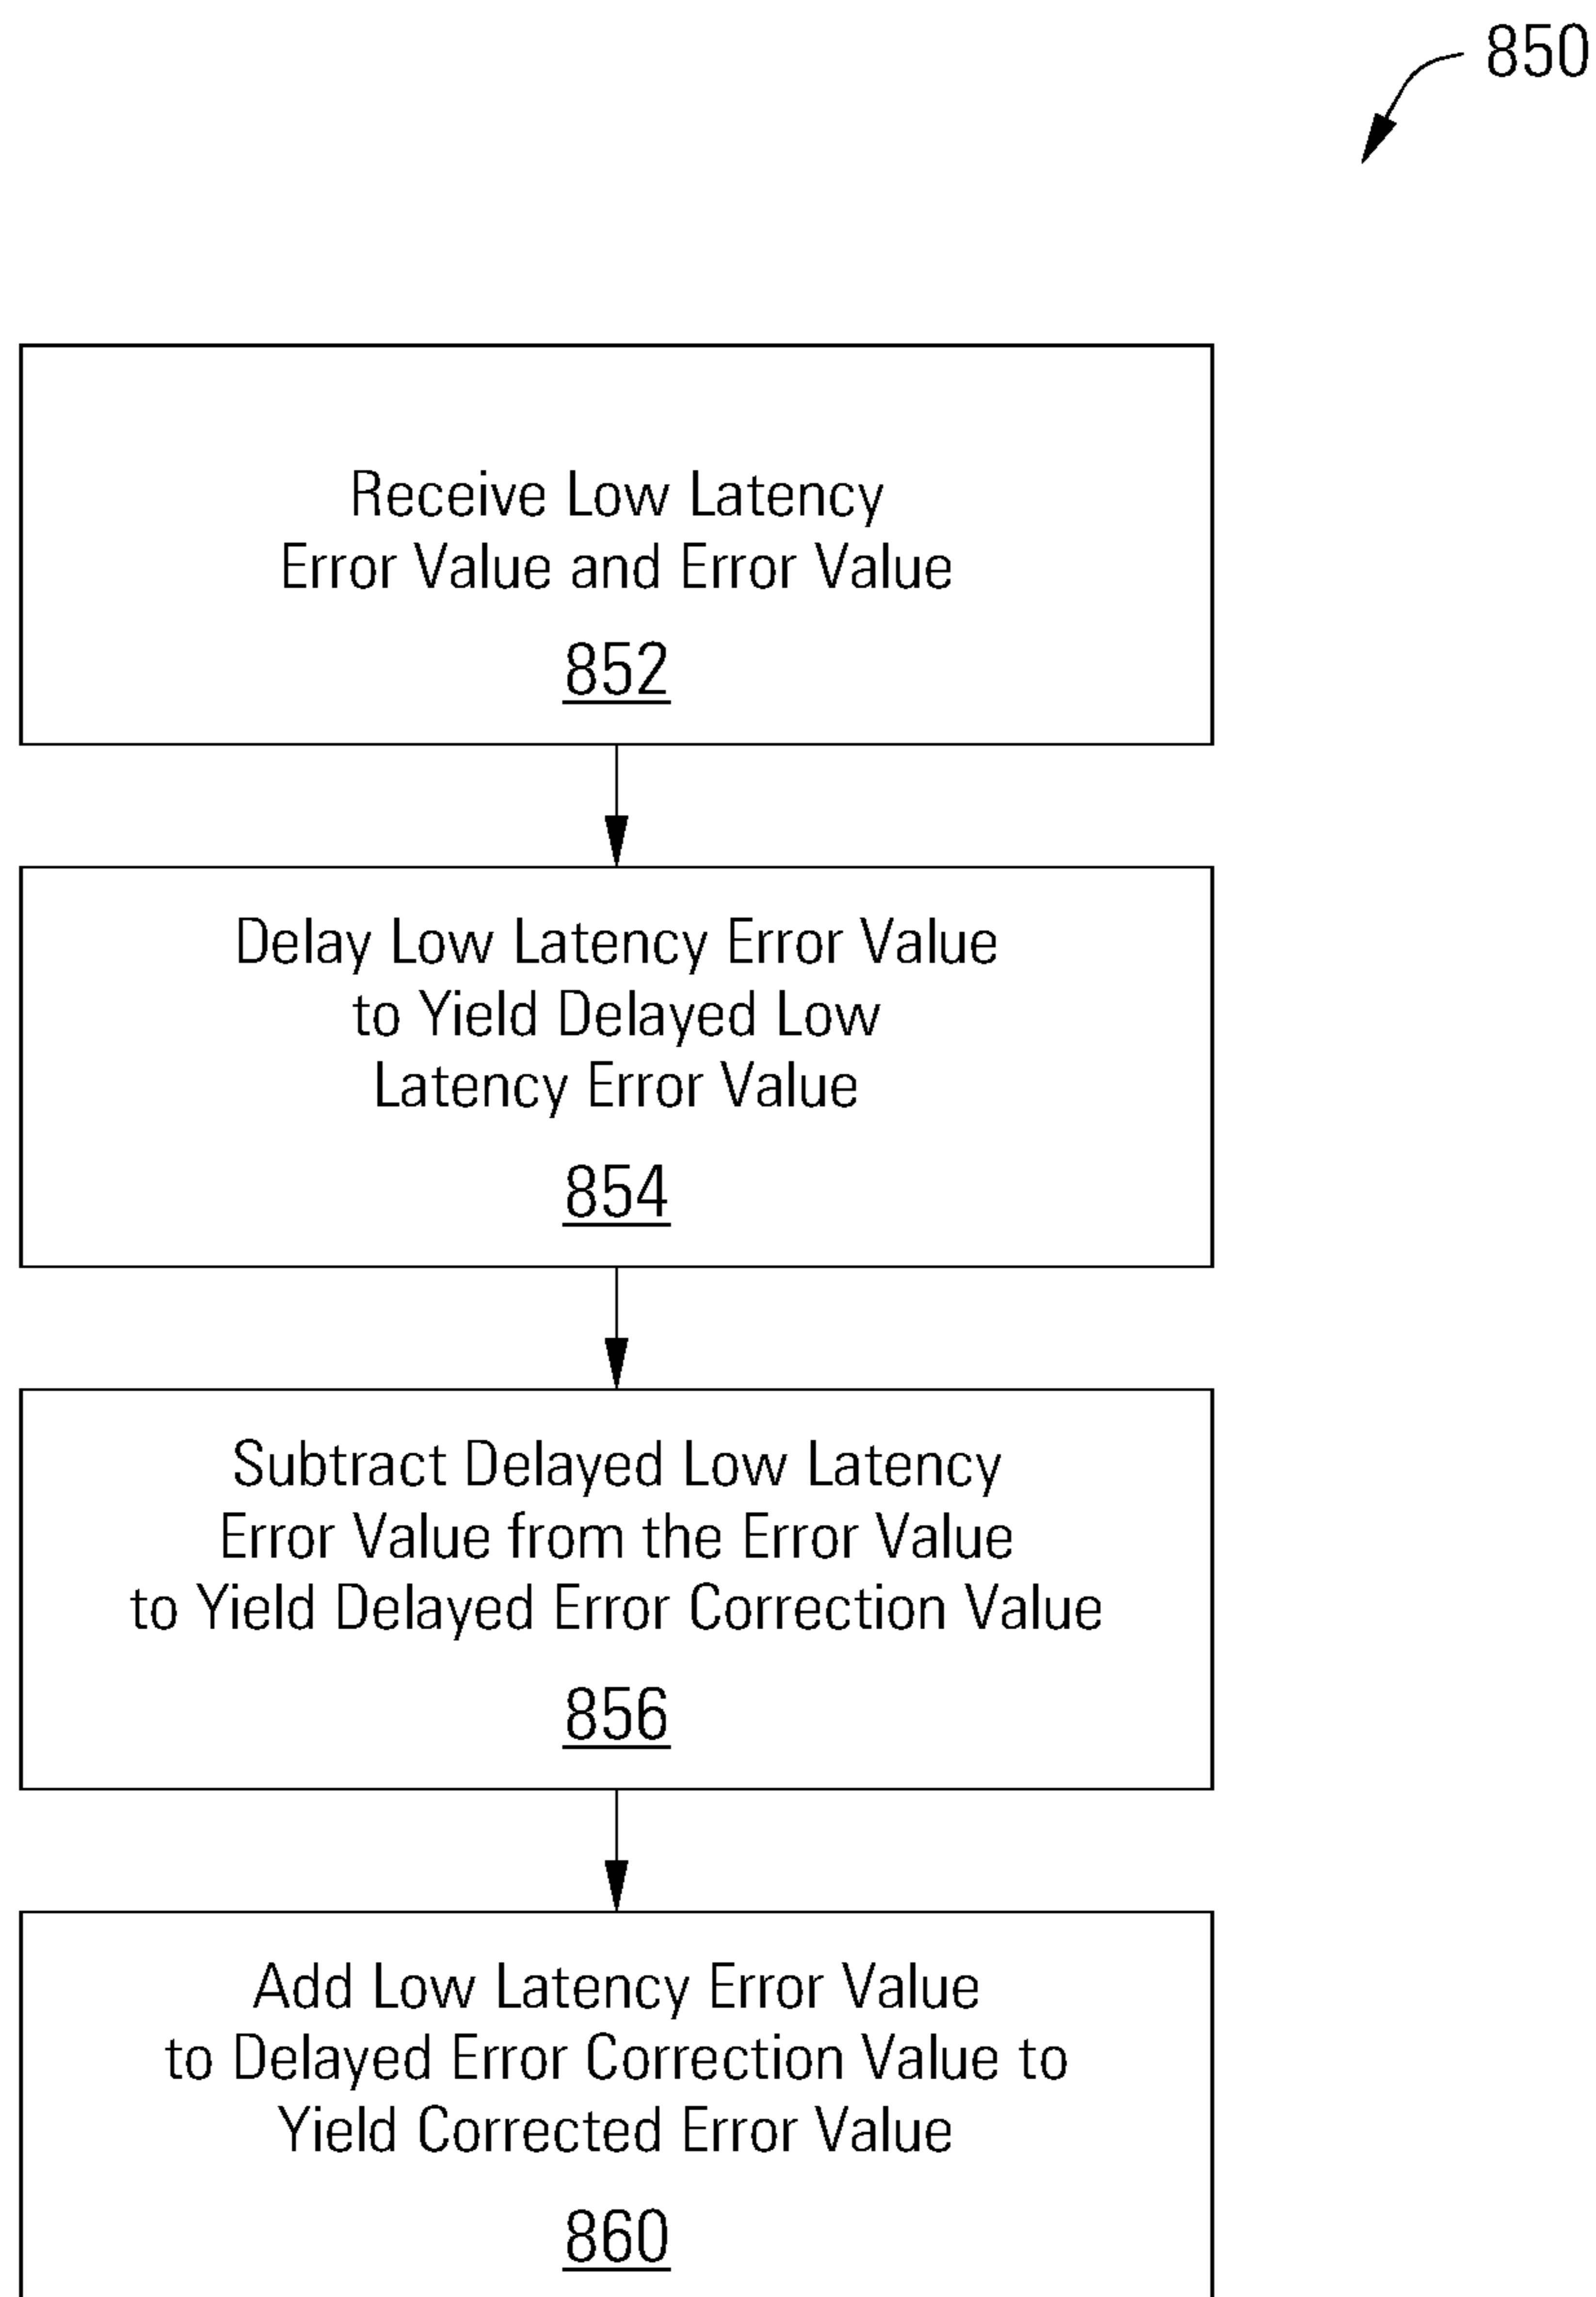 850
Receive Low Latency
Error Value and Error Value
852
Delay Low Latency Error Value
to Yield Delayed Low
Latency Error Value
854
Subtract Delayed Low Latency
Error Value from the Error Value
to Yield Delayed Error Correction Value
856
Add Low Latency Error Value
to Delayed Error Correction Value to
Yield Corrected Error Value
860